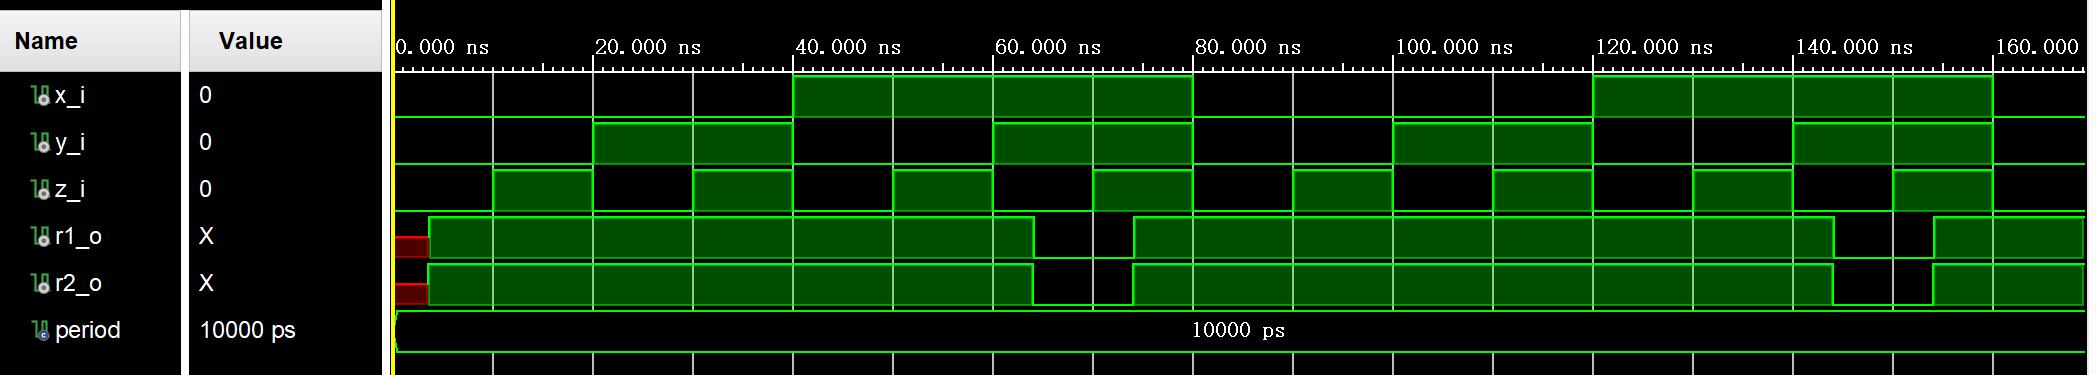 Name Value
0.000 ns 20.000 ns 40.000 ns 60.000 ns 80.000 ns 100.000 ns 120.000 ns 140.000 ns 160.000
x_i 0
y_i 0
z_i 0
r1_o X
r2_o X
period 10000 ps 10000 ps